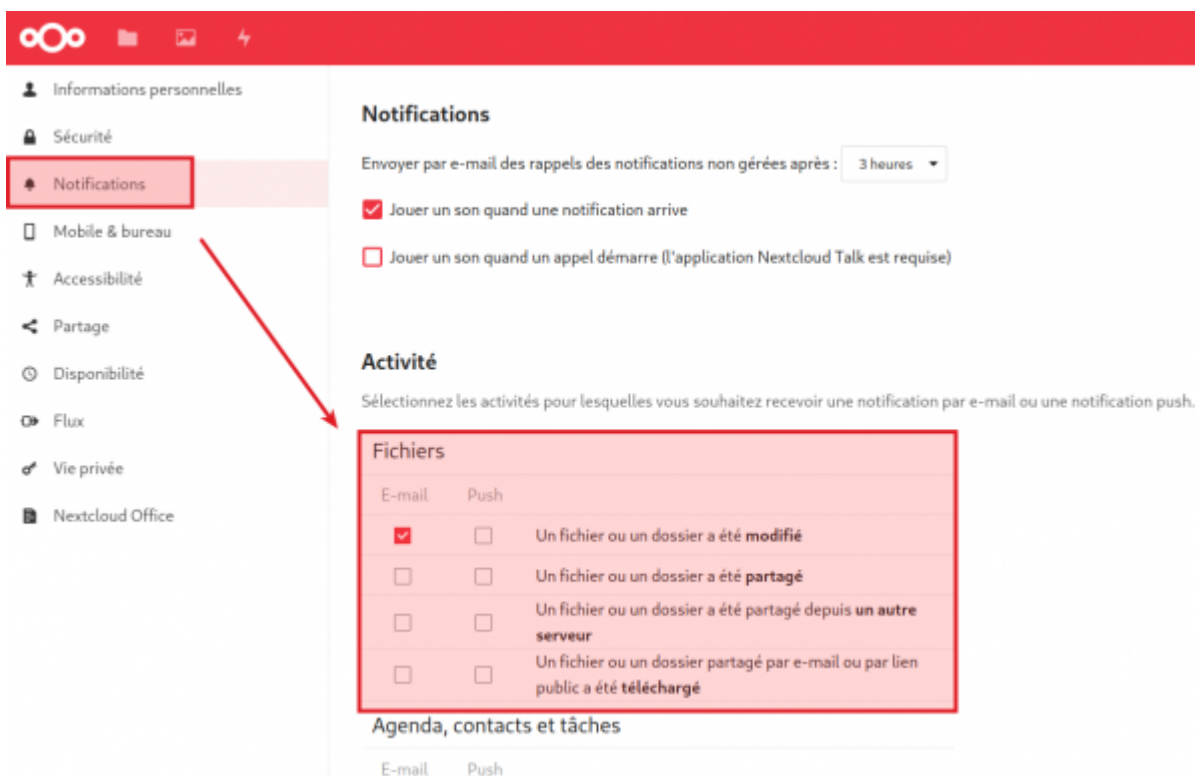 Informations personnelles
Sécurité
Notifications
Mobile & bureau
Accessibilité
Partage
Disponibilité
Flux
Vie privée
Nextcloud Office
Notifications
Envoyer par e-mail des rappels des notifications non gérées après : 3 heures
Jouer un son quand une notification arrive
Jouer un son quand un appel démarre (l'application Nextcloud Talk est requise)
Activité
Sélectionnez les activités pour lesquelles vous souhaitez recevoir une notification par e-mail ou une notification push.
Fichiers
E-mail Push
Un fichier ou un dossier a été modifié
Un fichier ou un dossier a été partagé
Un fichier ou un dossier a été partagé depuis un autre
serveur
Un fichier ou un dossier partagé par e-mail ou par lien
public a été téléchargé
Agenda, contacts et tâches
E-mail Push